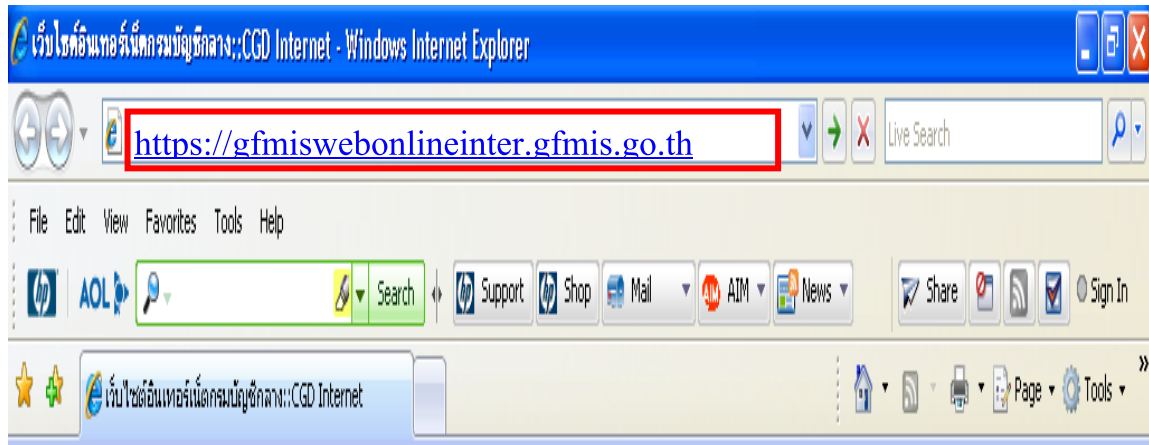 เว็บไซต์อินเทอร์เน็ตกรมบัญชีกลาง::CGD Internet - Windows Internet Explorer
https://gfmiswebonlineinter.gfmis.go.th Live Search
File Edit View Favorites Tools Help
hp AOL Search hp Support hp Shop Mail AIM AIM News Share Sign In
เว็บไซต์อินเทอร์เน็ตกรมบัญชีกลาง::CGD Internet Page Tools »